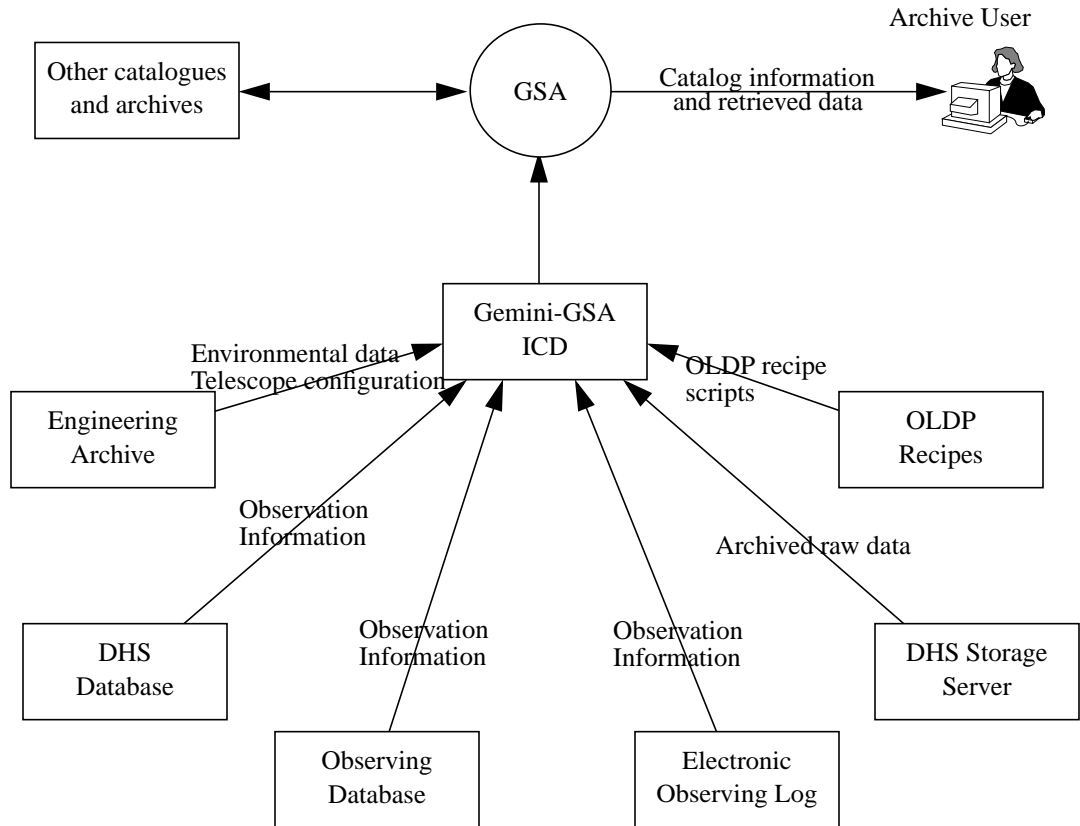 Archive User
Other catalogues
and archives
GSA
Catalog information
and retrieved data
Gemini-GSA
ICD
Environmental data
Telescope configuration
OLDP recipe
scripts
Engineering
Archive
OLDP
Recipes
Observation
Information
Archived raw data
Observation
Information
Observation
Information
DHS
Database
DHS Storage
Server
Observing
Database
Electronic
Observing Log